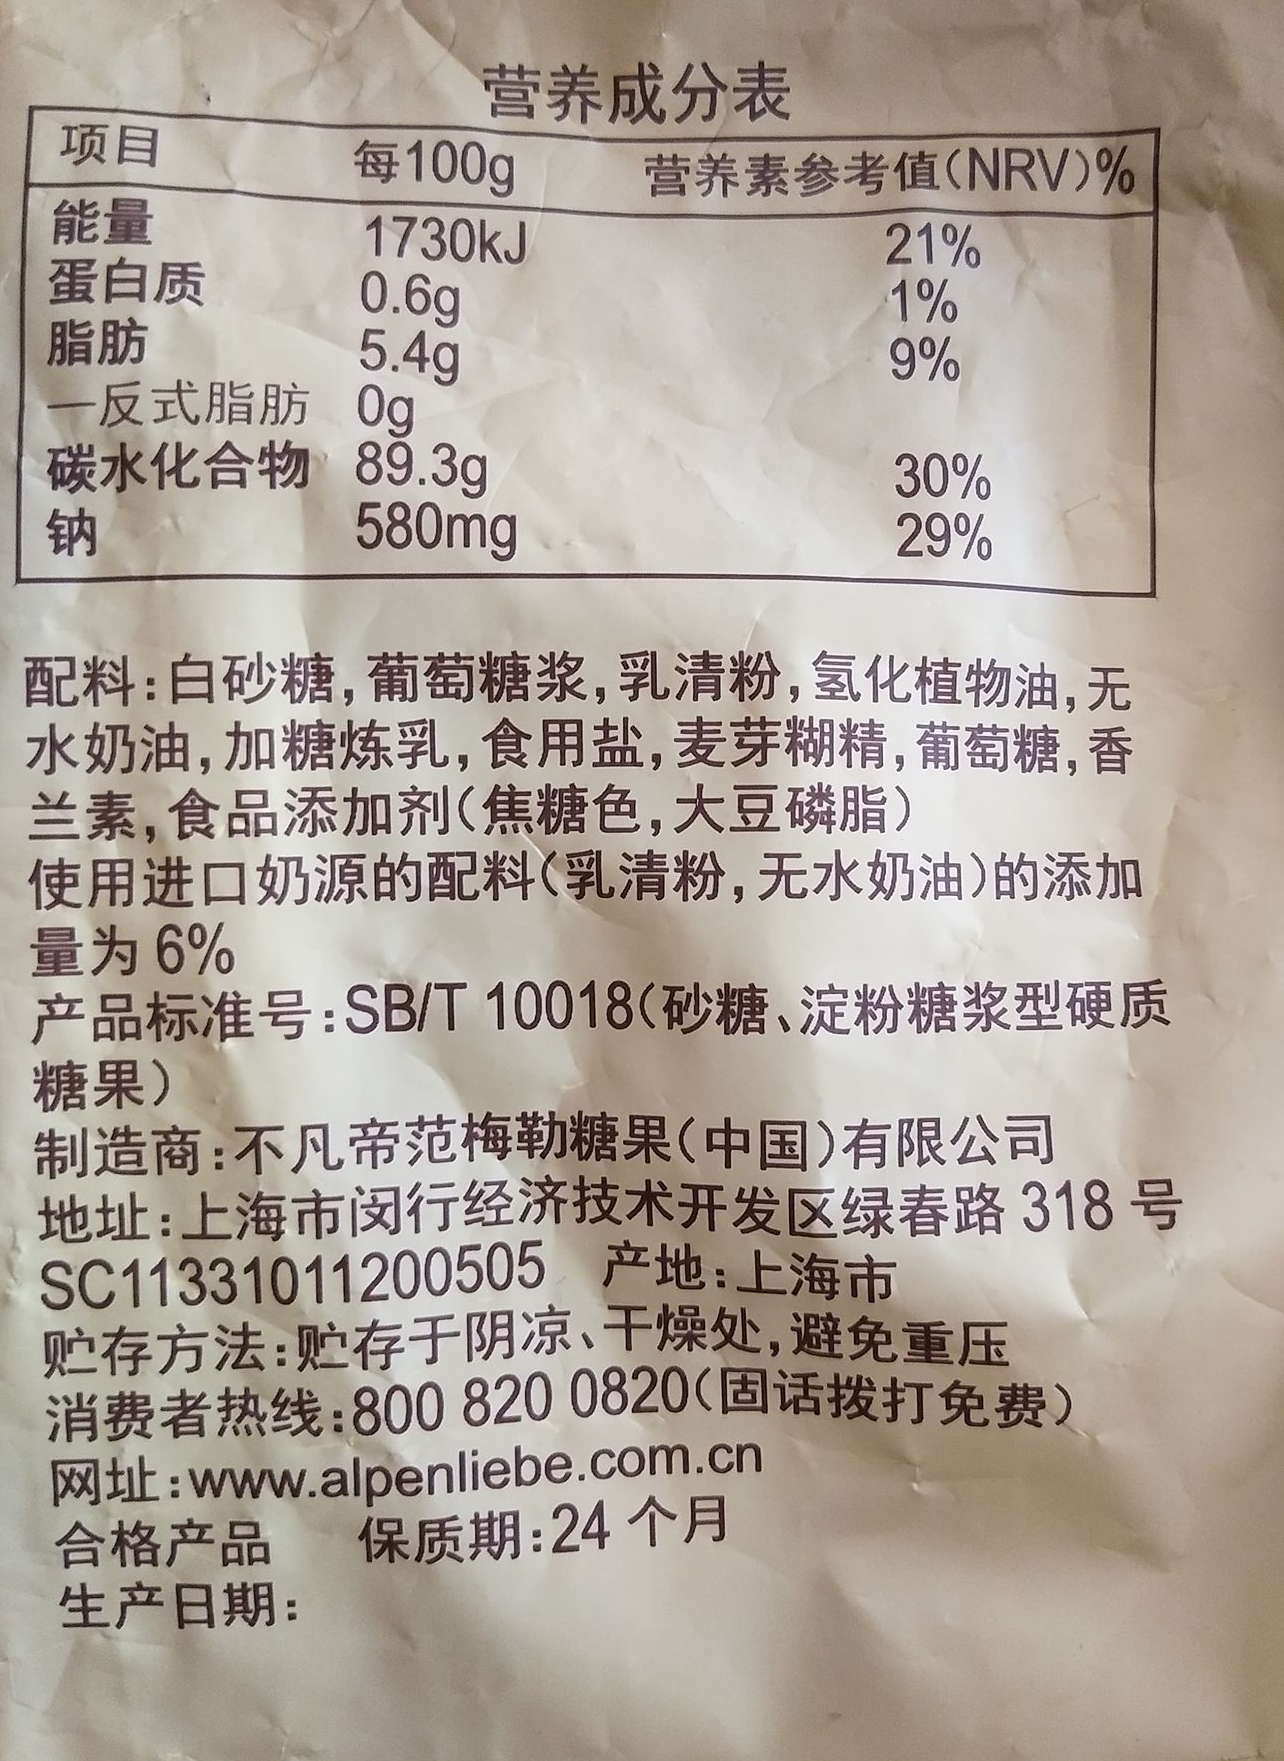 营养成分表
项目 每100g 营养素参考值(NRV)%
能量 1730kJ 21%
蛋白质 0.6g 1%
脂肪 5.4g 9%
—反式脂肪 0g
碳水化合物 89.3g 30%
钠 580mg 29%
配料:白砂糖,葡萄糖浆,乳清粉,氢化植物油,无
水奶油,加糖炼乳,食用盐,麦芽糊精,葡萄糖,香
兰素,食品添加剂(焦糖色,大豆磷脂)
使用进口奶源的配料(乳清粉,无水奶油)的添加
量为 6%
产品标准号:SB/T 10018(砂糖、淀粉糖浆型硬质
糖果)
制造商:不凡帝范梅勒糖果(中国)有限公司
地址:上海市闵行经济技术开发区绿春路 318 号
SC11331011200505 产地:上海市
贮存方法:贮存于阴凉、干燥处,避免重压
消费者热线:800 820 0820(固话拨打免费)
网址:www.alpenliebe.com.cn
合格产品 保质期:24 个月
生产日期: